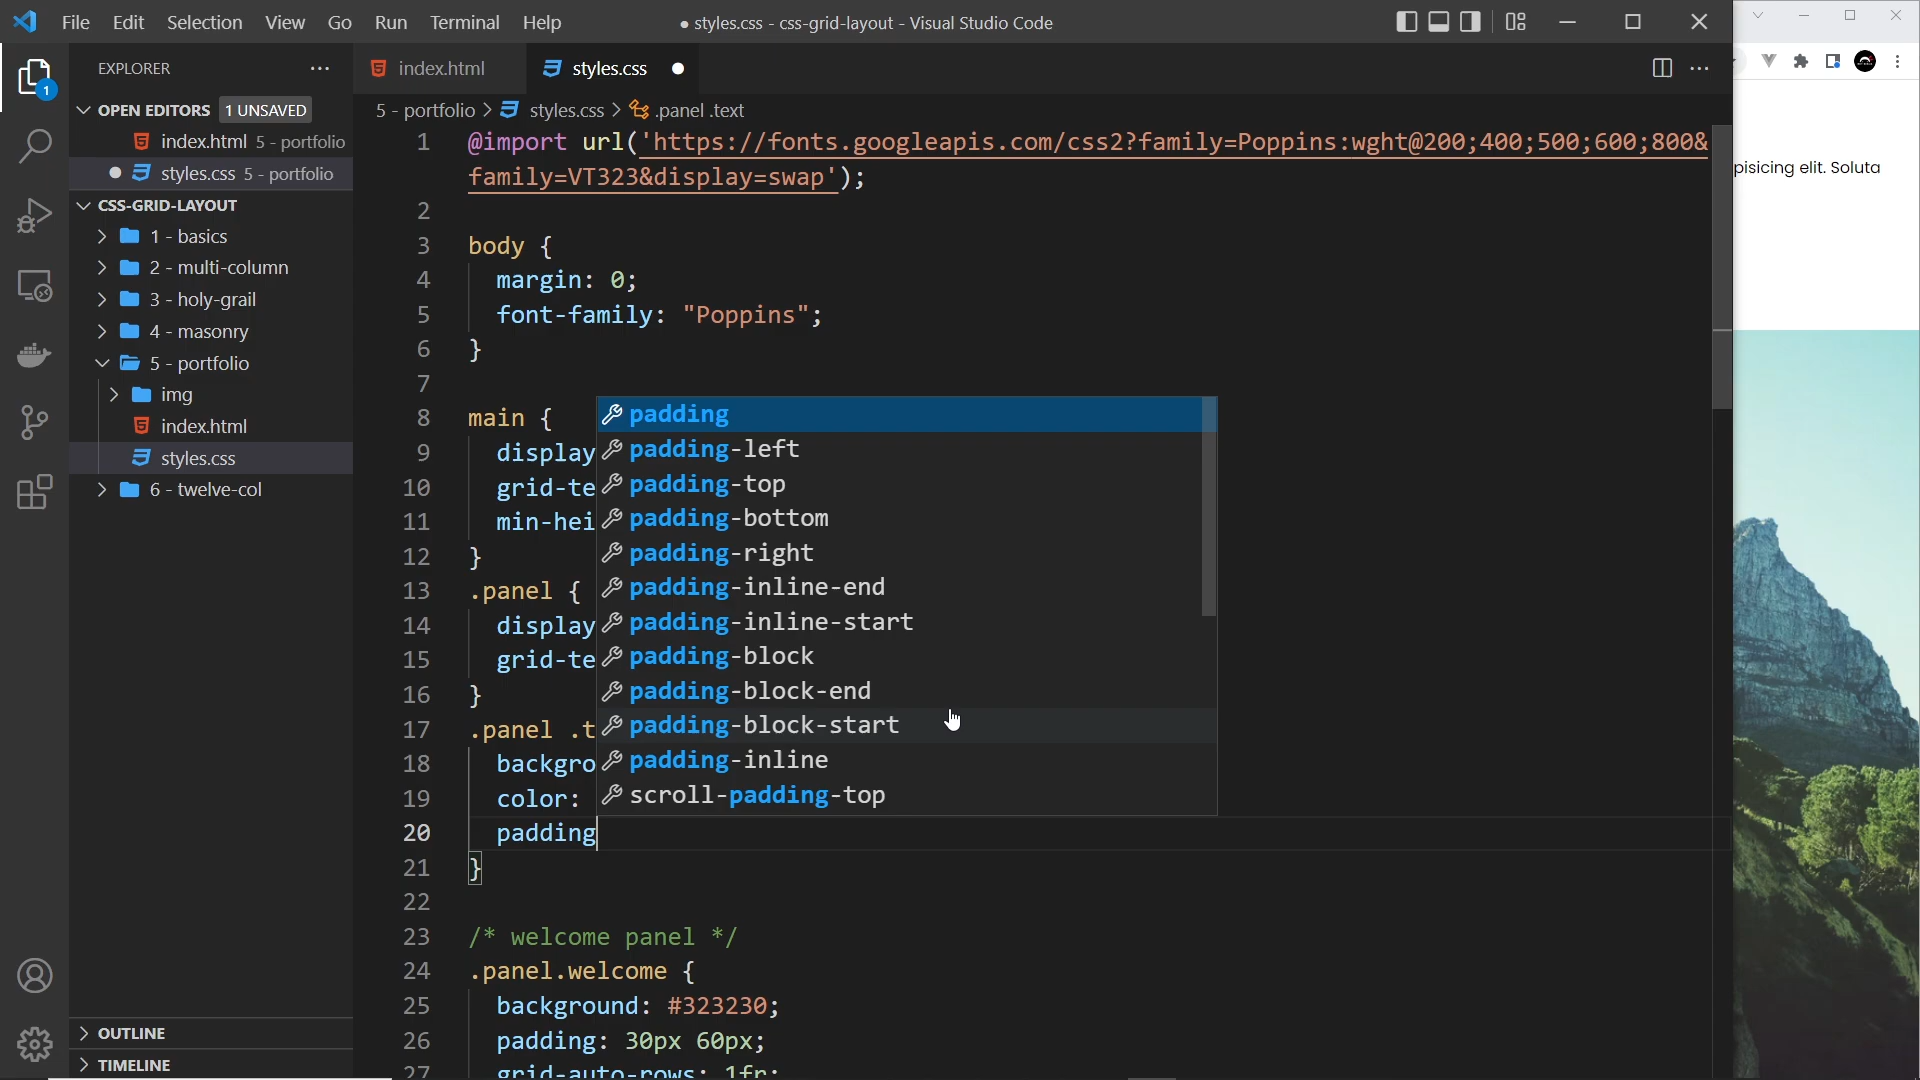 File Edit Selection View Go Run Terminal Help
● styles.css - css-grid-layout - Visual Studio Code
EXPLORER
OPEN EDITORS 1 UNSAVED
index.html 5 - portfolio
styles.css 5 - portfolio
CSS-GRID-LAYOUT
1 - basics
2 - multi-column
3 - holy-grail
4 - masonry
5 - portfolio
img
index.html
styles.css
6 - twelve-col
OUTLINE
TIMELINE
1
index.html styles.css
5 - portfolio > styles.css > .panel .text
1 @import url('https://fonts.googleapis.com/css2?family=Poppins:wght@200;400;500;600;800&
family=VT323&display=swap');
2
3 body {
4 margin: 0;
5 font-family: "Poppins";
6 }
7
8 main {
9 display
10 grid-te
11 min-hei
12 }
13 .panel {
14 display
15 grid-te
16 }
17 .panel .t
18 backgro
19 color:
20 padding
21 }
22
23 /* welcome panel */
24 .panel.welcome {
25 background: #323230;
26 padding: 30px 60px;
27 grid-auto-rows: 1fr;
padding
padding-left
padding-top
padding-bottom
padding-right
padding-inline-end
padding-inline-start
padding-block
padding-block-end
padding-block-start
padding-inline
scroll-padding-top
pisicing elit. Soluta